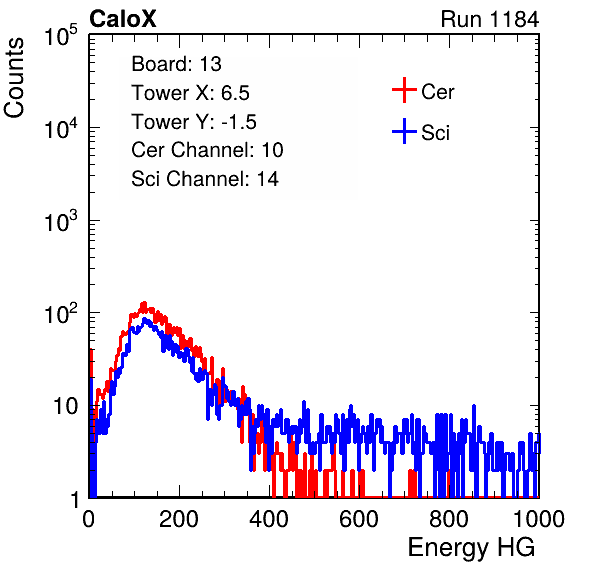 CaloX Run 1184
Counts
Board: 13
Tower X: 6.5
Tower Y: -1.5
Cer Channel: 10
Sci Channel: 14
Cer
Sci
10^5
10^4
10^3
10^2
10
1
0 200 400 600 800 1000
Energy HG